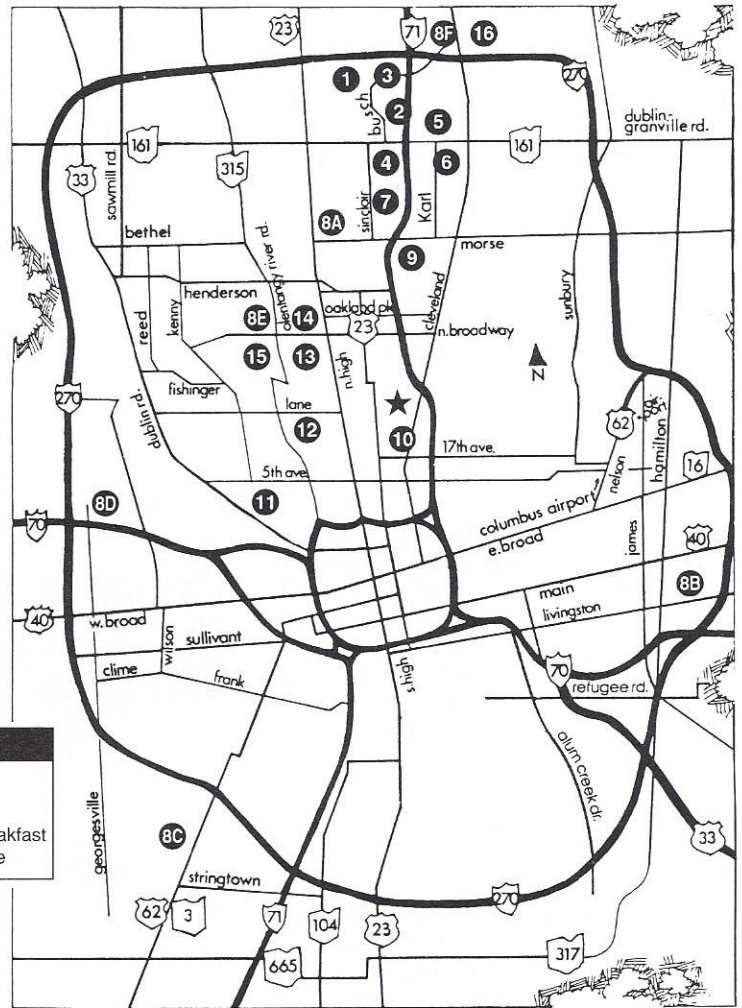 23
71
8F
16
1
3
270
2
busch
5
dublin-
granville rd.
161
161
33
sawmill rd.
315
4
6
sinclair
7
Karl
8A
bethel
morse
olentangy river rd.
9
cleveland
sunbury
henderson
oakland pk.
reed
kenny
8E
14
23
n. broadway
15
13
n. high
N
270
fishinger
dublin rd.
lane
12
10
62
hamilton
17th ave.
nelson
16
5th ave.
8D
11
columbus airport
70
e. broad
james
40
8B
main
livingston
40
w. broad
wilson
sullivant
clime
frank
s. high
70
refugee rd.
alum creek dr.
akfast
e
georgesville
8C
33
stringtown
270
62
3
71
104
23
317
665